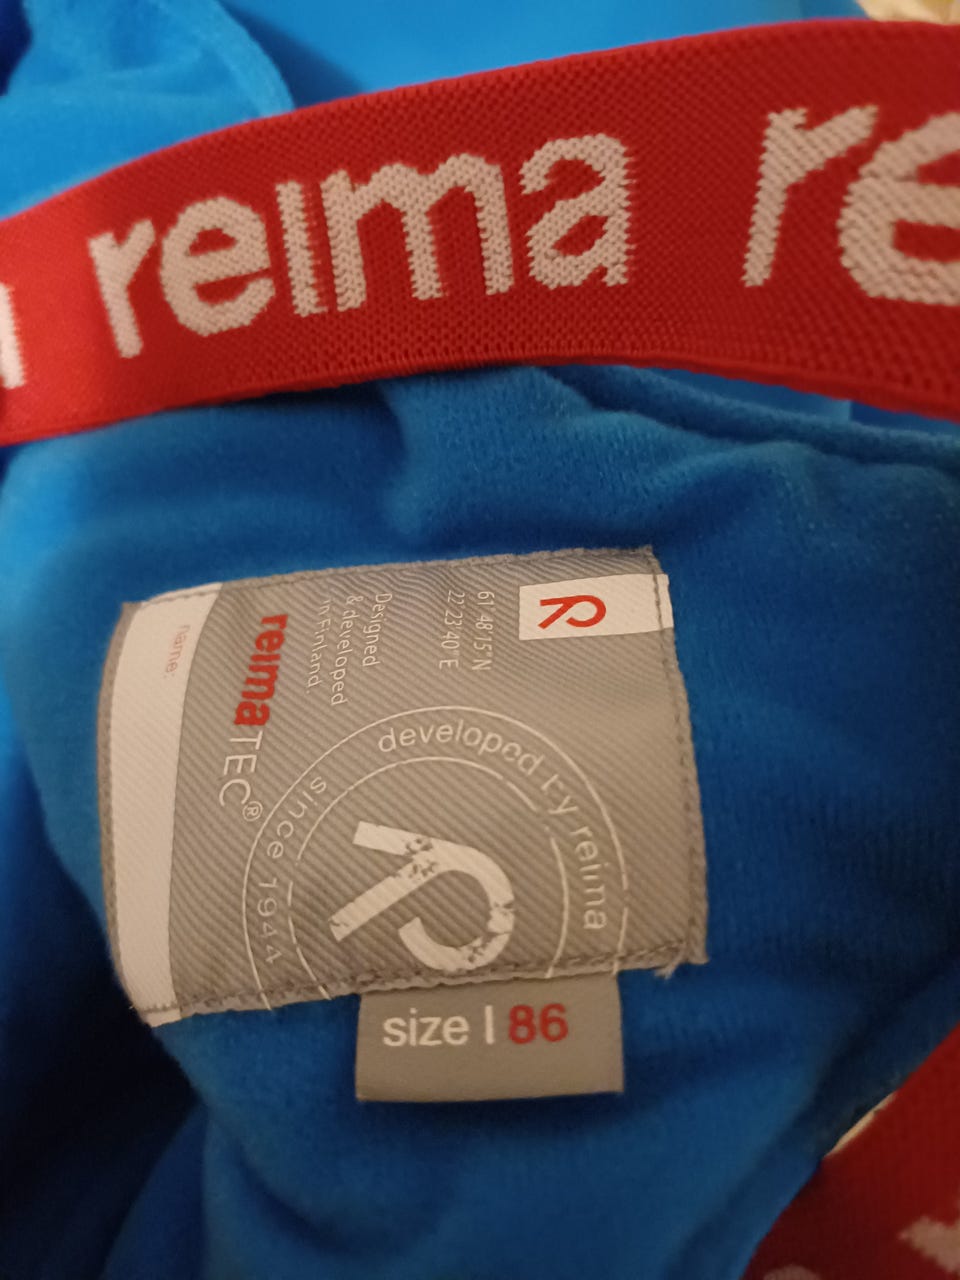 reima re
R
61°48'15"N
22°23'40"E
Designed
& developed
in Finland.
reimaTEC®
name:
developed by reima
since 1944
R
size | 86